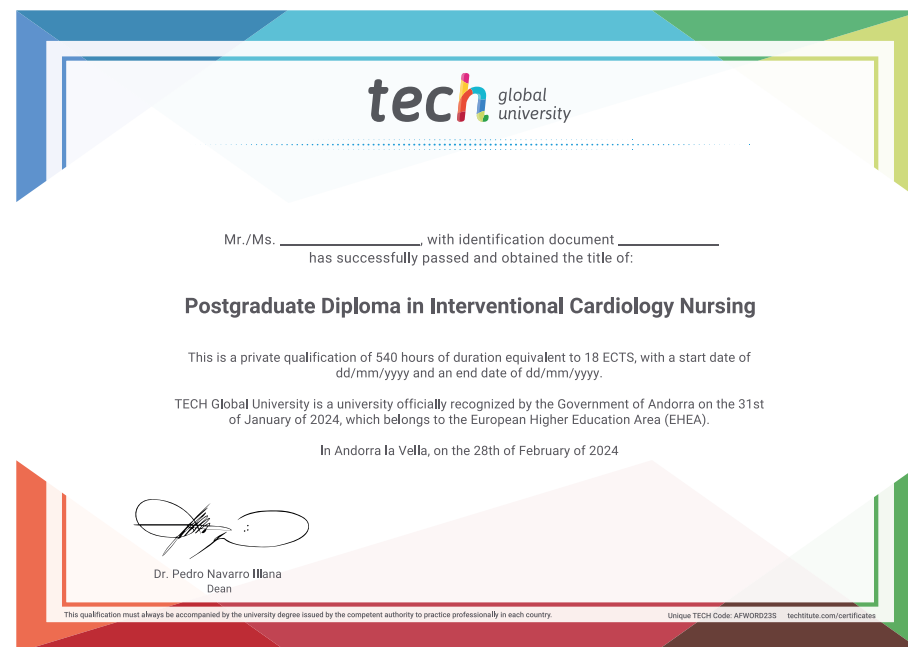 tech global university
Mr./Ms. ____________, with identification document ____________
has successfully passed and obtained the title of:
Postgraduate Diploma in Interventional Cardiology Nursing
This is a private qualification of 540 hours of duration equivalent to 18 ECTS, with a start date of
dd/mm/yyyy and an end date of dd/mm/yyyy.
TECH Global University is a university officially recognized by the Government of Andorra on the 31st
of January of 2024, which belongs to the European Higher Education Area (EHEA).
In Andorra la Vella, on the 28th of February of 2024
Dr. Pedro Navarro Illana
Dean
This qualification must always be accompanied by the university degree issued by the competent authority to practice professionally in each country.
Unique TECH Code: AFWORD23S techtitute.com/certificates